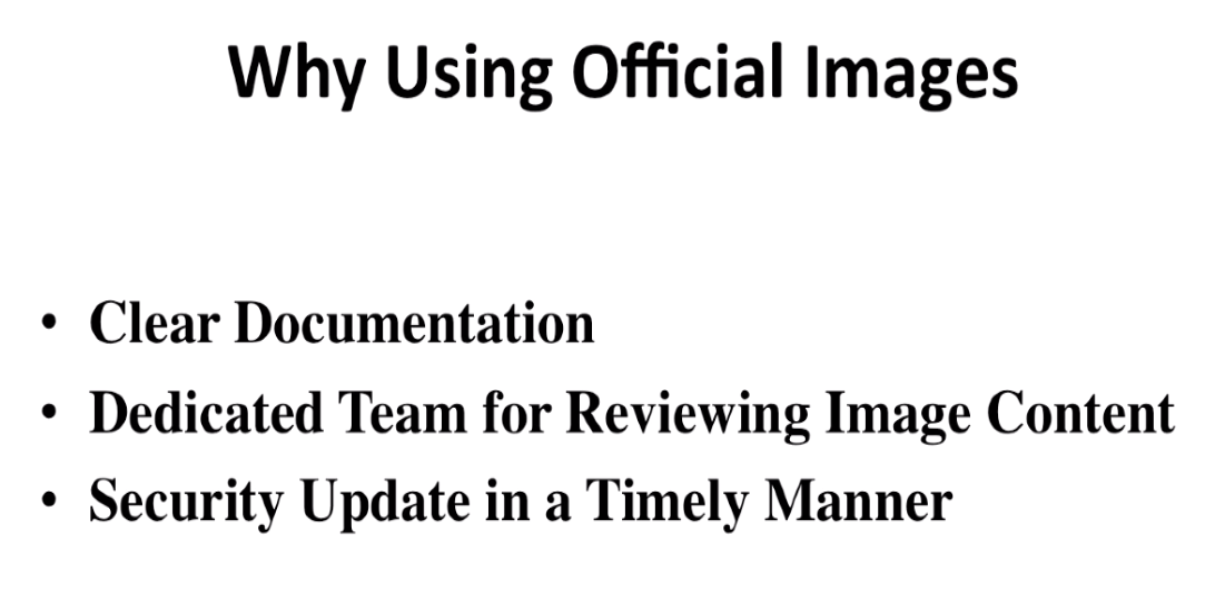 Why Using Official Images
• Clear Documentation
• Dedicated Team for Reviewing Image Content
• Security Update in a Timely Manner